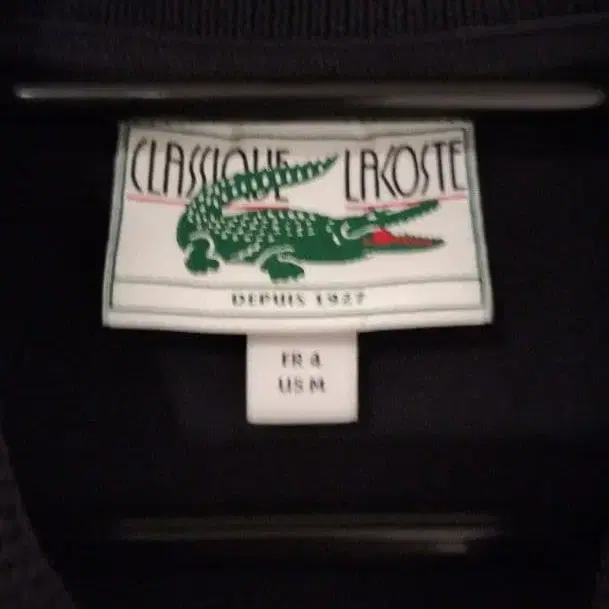 CLASSIQUE LACOSTE
DEPUIS 1927
FR 4
US M